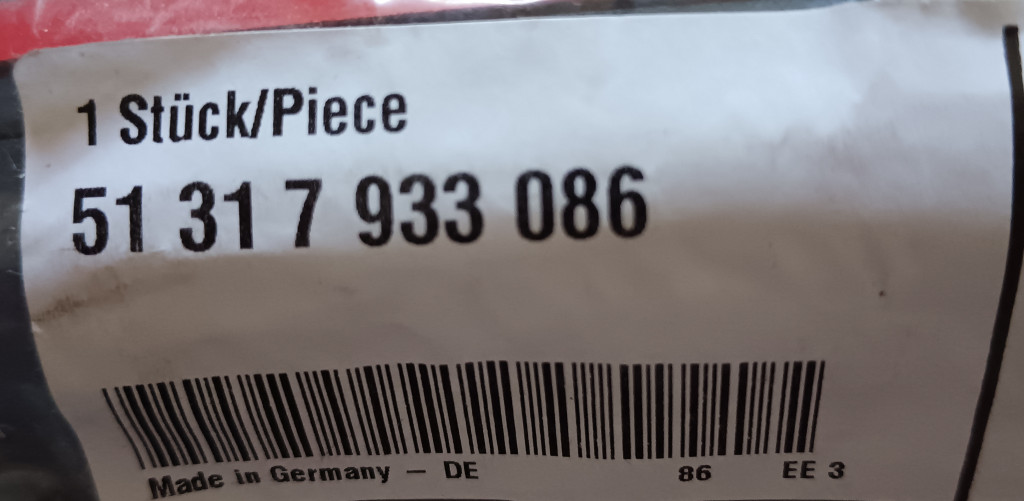 1 Stück/Piece
51 31 7 933 086
Made in Germany – DE 86 EE 3